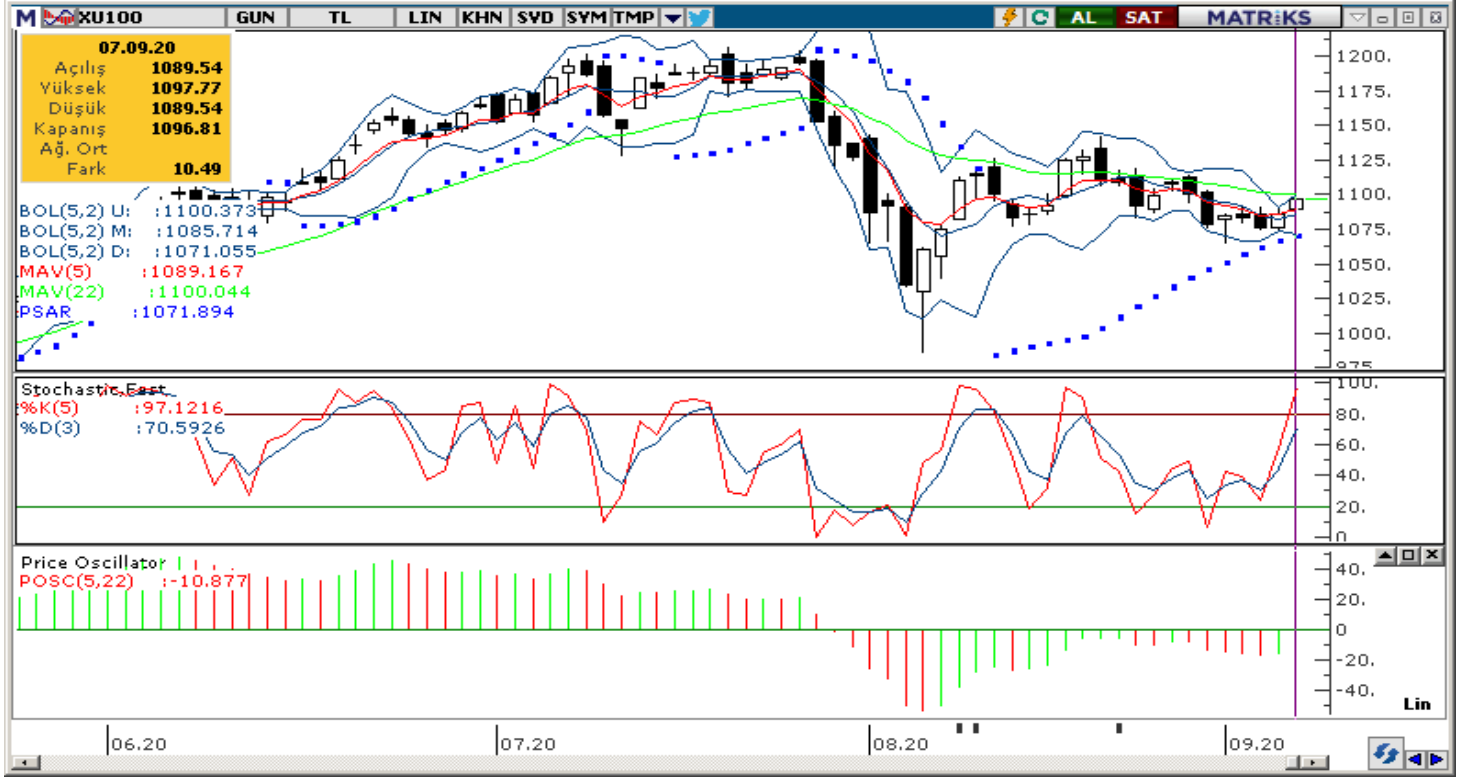 M XU100 GUN TL LIN KHN SYD SYM TMP AL SAT MATRİKS
07.09.20
Açılış 1089.54
Yüksek 1097.77
Düşük 1089.54
Kapanış 1096.81
Ağ. Ort
Fark 10.49
BOL(5,2) U: :1100.373
BOL(5,2) M: :1085.714
BOL(5,2) D: :1071.055
MAV(5) :1089.167
MAV(22) :1100.044
PSAR :1071.894
1200.
1175.
1150.
1125.
1100.
1075.
1050.
1025.
1000.
975
Stochastic Fast
%K(5) :97.1216
%D(3) :70.5926
100.
80.
60.
40.
20.
0
Price Oscillator
POSC(5,22) :-10.877
40.
20.
0
-20.
-40.
Lin
06.20 07.20 08.20 09.20